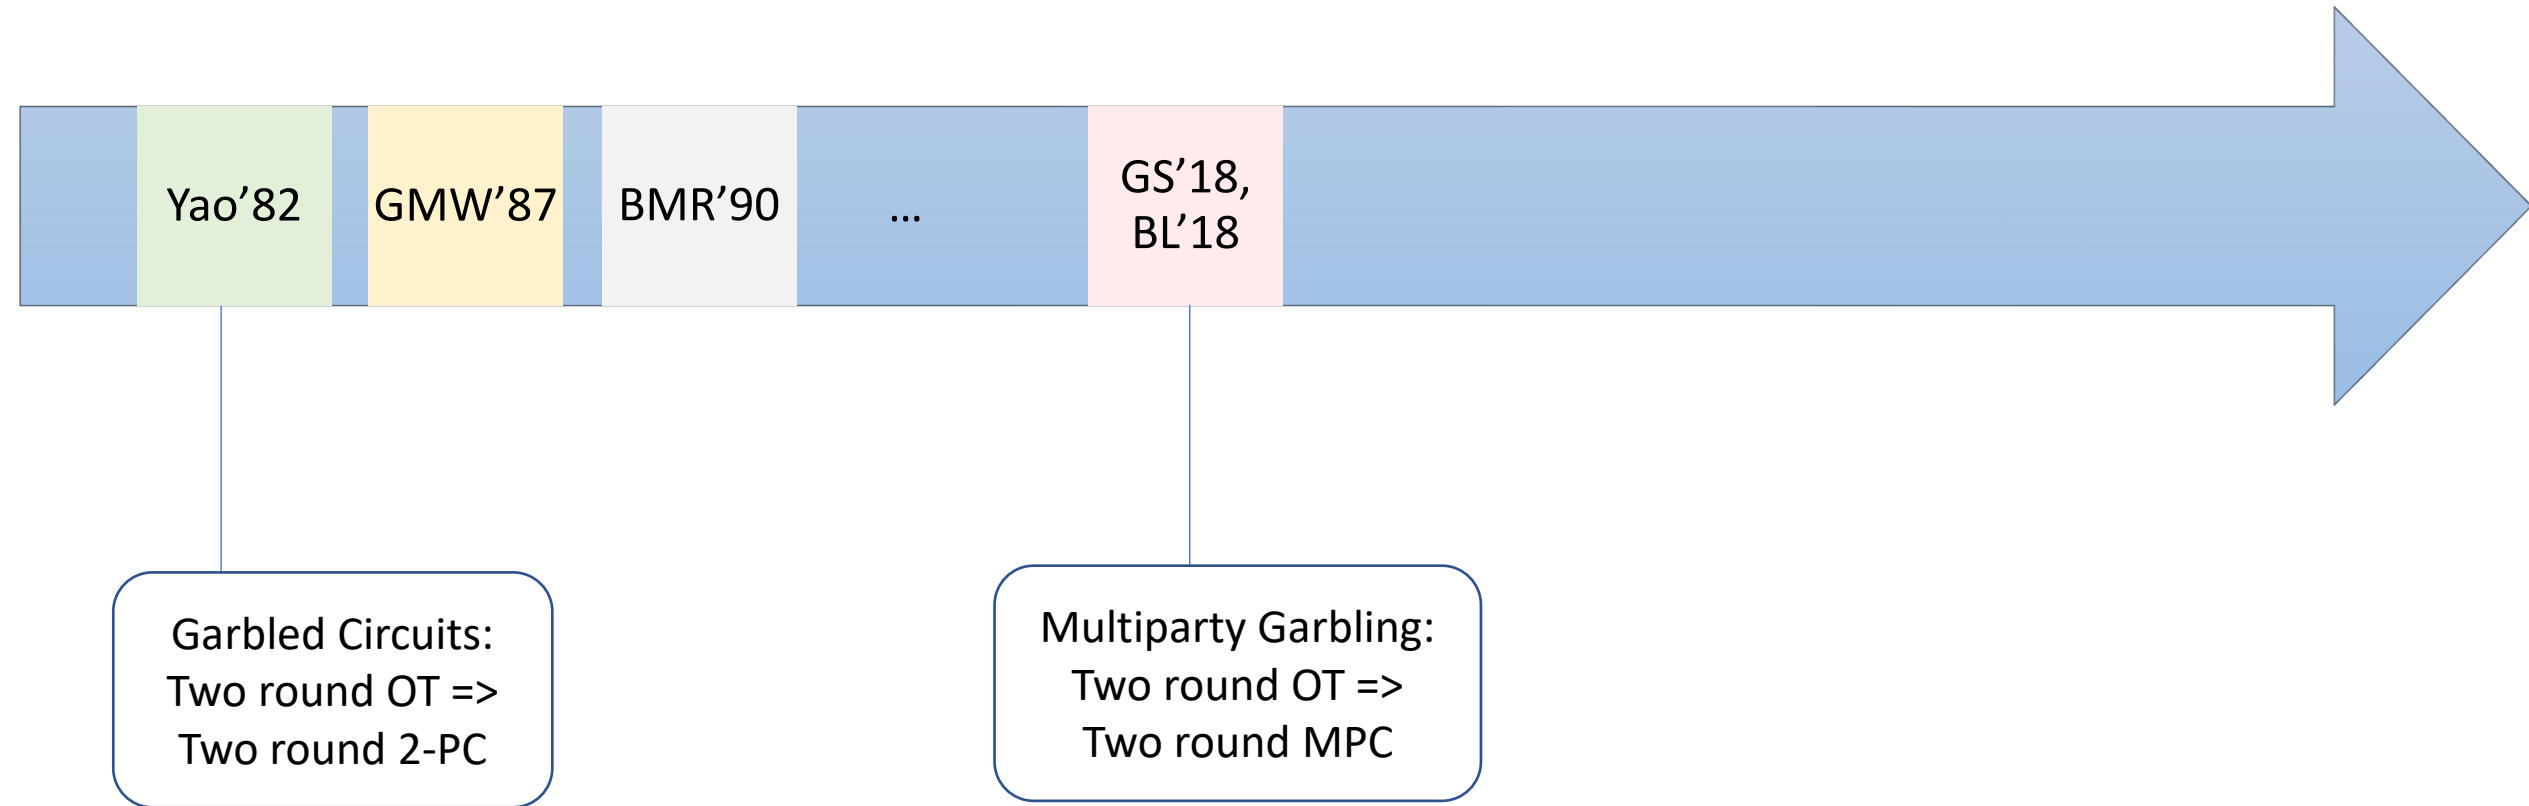 Yao’82
GMW’87
BMR’90
...
GS’18,
BL’18
Garbled Circuits:
Two round OT =>
Two round 2-PC
Multiparty Garbling:
Two round OT =>
Two round MPC